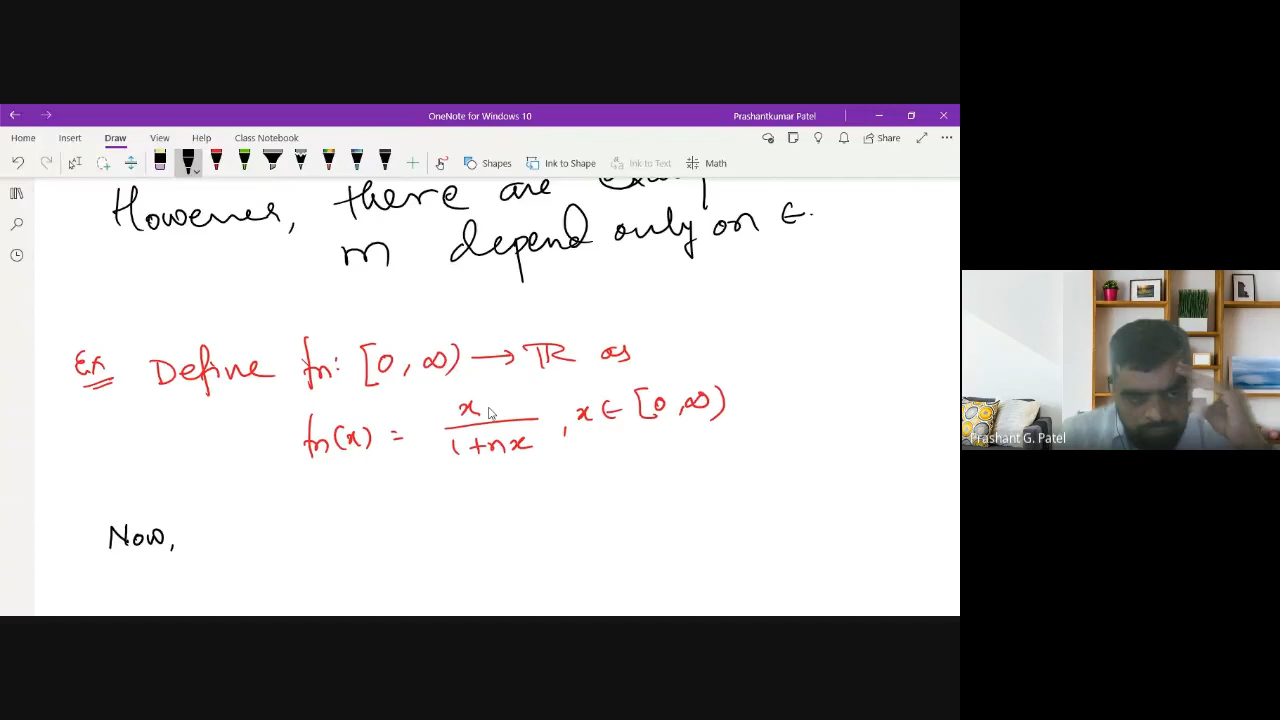 OneNote for Windows 10
Prashantkumar Patel
Home Insert Draw View Help Class Notebook
Share
Shapes Ink to Shape Ink to Text Math
However, there are
m depend only on ε.
Ex Define fn: [0, ∞) → ℝ as
fn(x) = x / 1+nx , x ∈ [0, ∞)
Now,
Prashant G. Patel